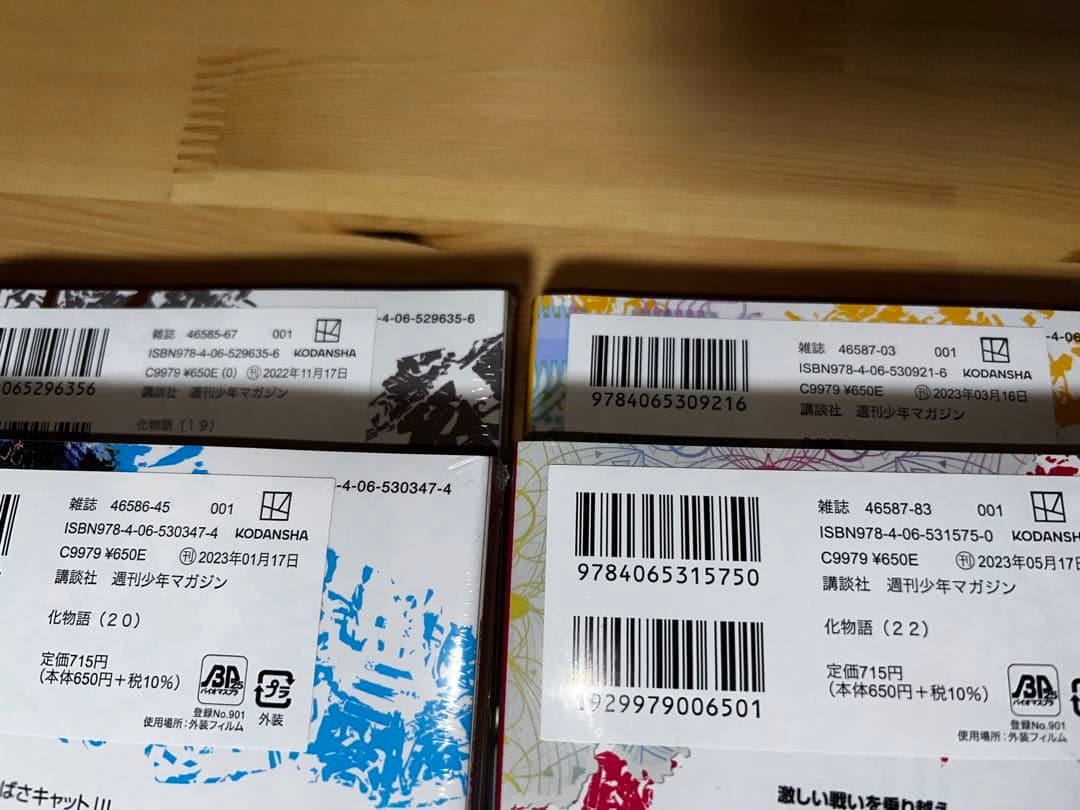 雑誌 46585-67 001
-4-06-529635-6
ISBN978-4-06-529635-6 KODANSHA
C9979 ¥650E (0) 刊 2022年11月17日
065296356
講談社 週刊少年マガジン
化物語（19）
雑誌 46587-03 001
-4-06
ISBN978-4-06-530921-6 KODANSHA
C9979 ¥650E 刊 2023年03月16日
9784065309216
講談社 週刊少年マガジン
雑誌 46586-45 001
-4-06-530347-4
ISBN978-4-06-530347-4 KODANSHA
C9979 ¥650E 刊 2023年01月17日
講談社 週刊少年マガジン
化物語（20）
定価715円
（本体650円＋税10%）
バイオマスプラ
25
プラ
登録No.901
外装
使用場所：外装フィルム
ばさキャット III
雑誌 46587-83 001
ISBN978-4-06-531575-0 KODANSH
C9979 ¥650E 刊 2023年05月17日
9784065315750
講談社 週刊少年マガジン
化物語（22）
1929979006501
定価715円
（本体650円＋税10%）
バイオマスプラ
登録No.901
使用場所：外装フィルム
激しい戦いを乗り越え